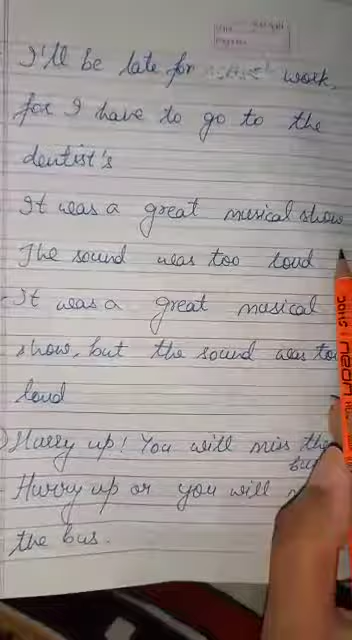 I'll be late for work,
for I have to go to the
dentist's
It was a great musical show
The sound was too loud
It was a great musical
show, but the sound was too
loud
Hurry up! You will miss the
bus
Hurry up or you will
the bus.